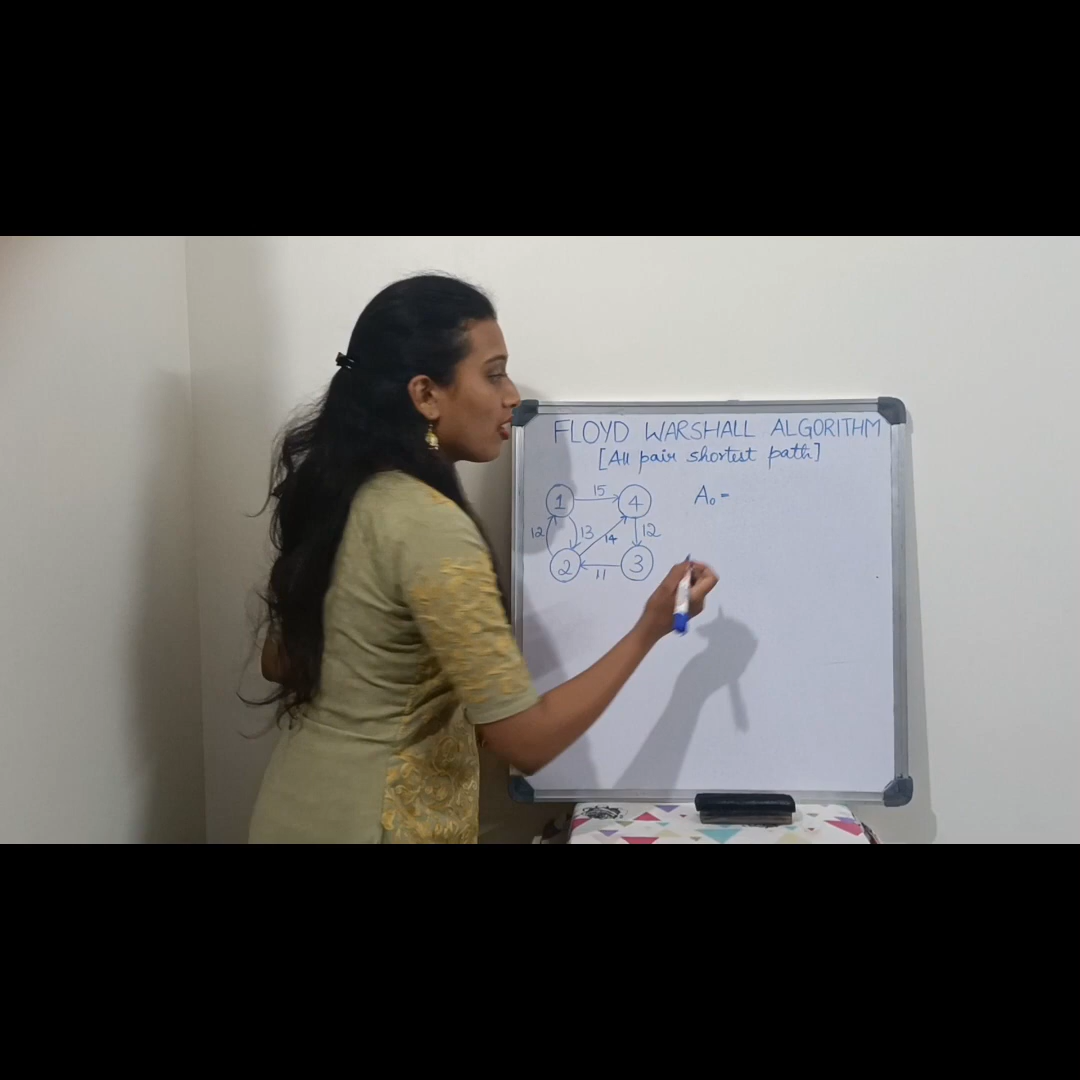 FLOYD WARSHALL ALGORITHM
[All pair shortest path]
1 15 4 A₀ =
12 13 14 12
2 11 3